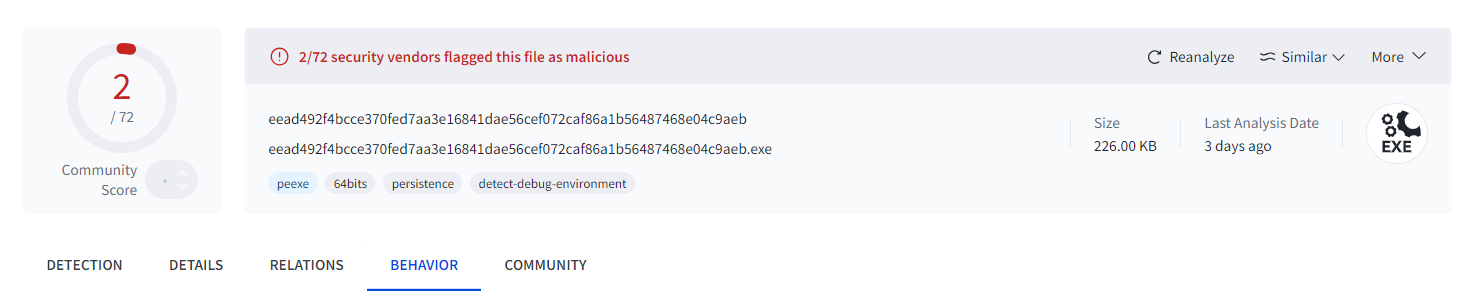 2/72 security vendors flagged this file as malicious
Reanalyze
Similar
More
2
/ 72
Community
Score
eead492f4bcce370fed7aa3e16841dae56cef072caf86a1b56487468e04c9aeb
eead492f4bcce370fed7aa3e16841dae56cef072caf86a1b56487468e04c9aeb.exe
peexe
64bits
persistence
detect-debug-environment
Size
226.00 KB
Last Analysis Date
3 days ago
EXE
DETECTION
DETAILS
RELATIONS
BEHAVIOR
COMMUNITY